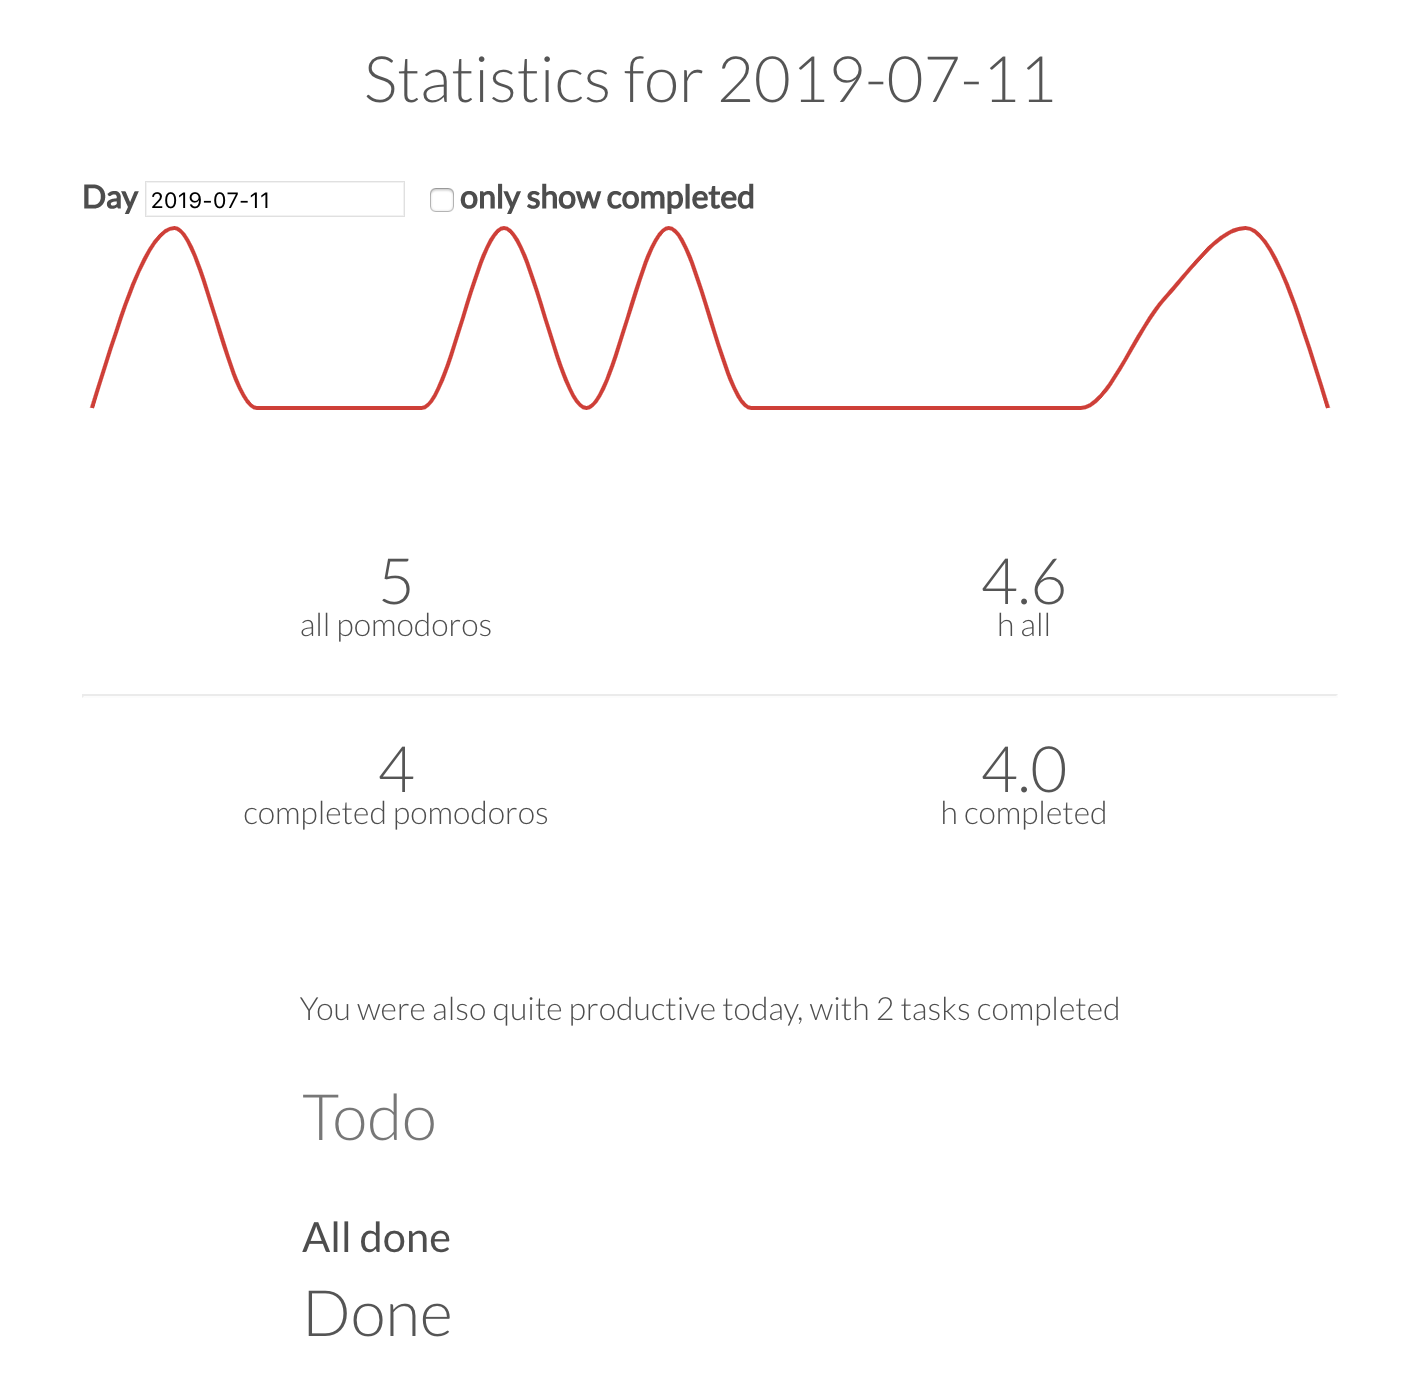 Statistics for 2019-07-11
Day 2019-07-11 only show completed
5 4.6
all pomodoros h all
4 4.0
completed pomodoros h completed
You were also quite productive today, with 2 tasks completed
Todo
All done
Done